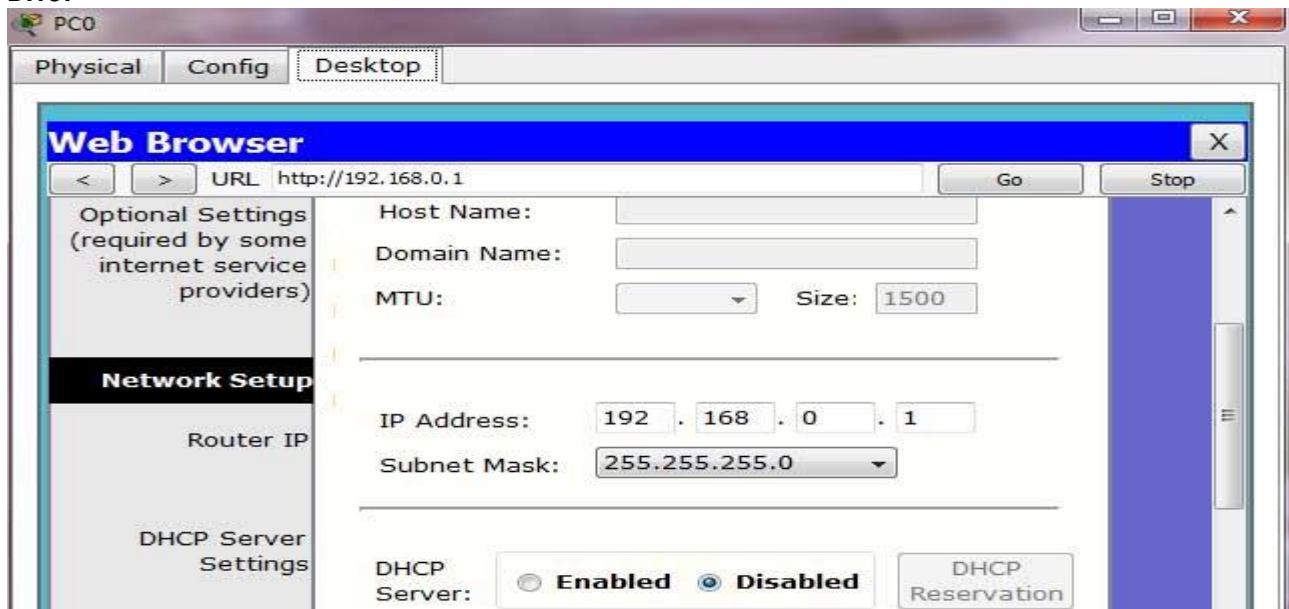 PC0
Physical Config Desktop
Web Browser X
< > URL http://192.168.0.1 Go Stop
Optional Settings Host Name:
(required by some
internet service Domain Name:
providers) MTU: Size: 1500
Network Setup
IP Address: 192 . 168 . 0 . 1
Router IP
Subnet Mask: 255.255.255.0
DHCP Server
Settings DHCP
Server: Enabled Disabled DHCP
Reservation